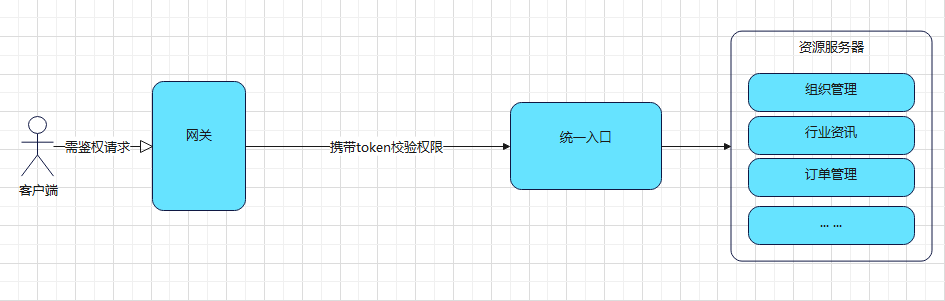 客户端
需鉴权请求
网关
携带token校验权限
统一入口
资源服务器
组织管理
行业资讯
订单管理
... ...